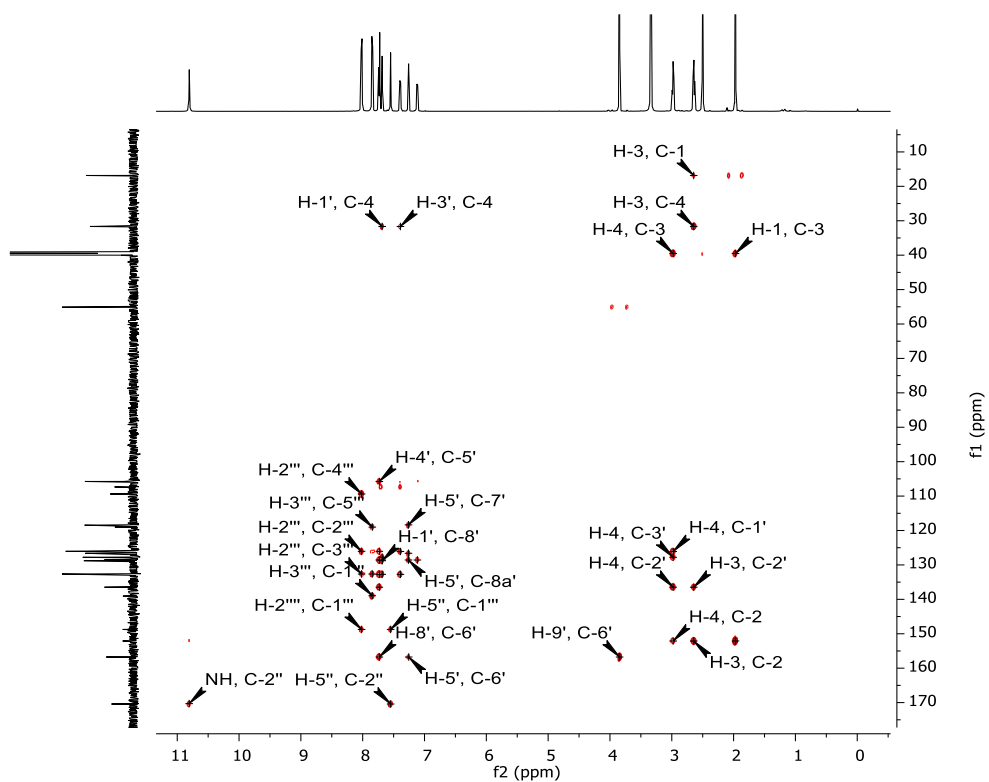 H-3, C-1
H-1', C-4 H-3', C-4
H-3, C-4
H-4, C-3 H-1, C-3
H-4', C-5'
H-2''', C-4'''
H-3''', C-5'''
H-5', C-7'
H-2''', C-2'''
H-1', C-8'
H-4, C-3' H-4, C-1'
H-2''', C-3'''
H-3''', C-1'''
H-5', C-8a'
H-4, C-2' H-3, C-2'
H-2'''', C-1''' H-5'', C-1'''
H-8', C-6' H-9', C-6' H-4, C-2
H-3, C-2
NH, C-2'' H-5'', C-2'' H-5', C-6'
10
20
30
40
50
60
70
80
90
100
110
120
130
140
150
160
170
f1 (ppm)
11 10 9 8 7 6 5 4 3 2 1 0
f2 (ppm)